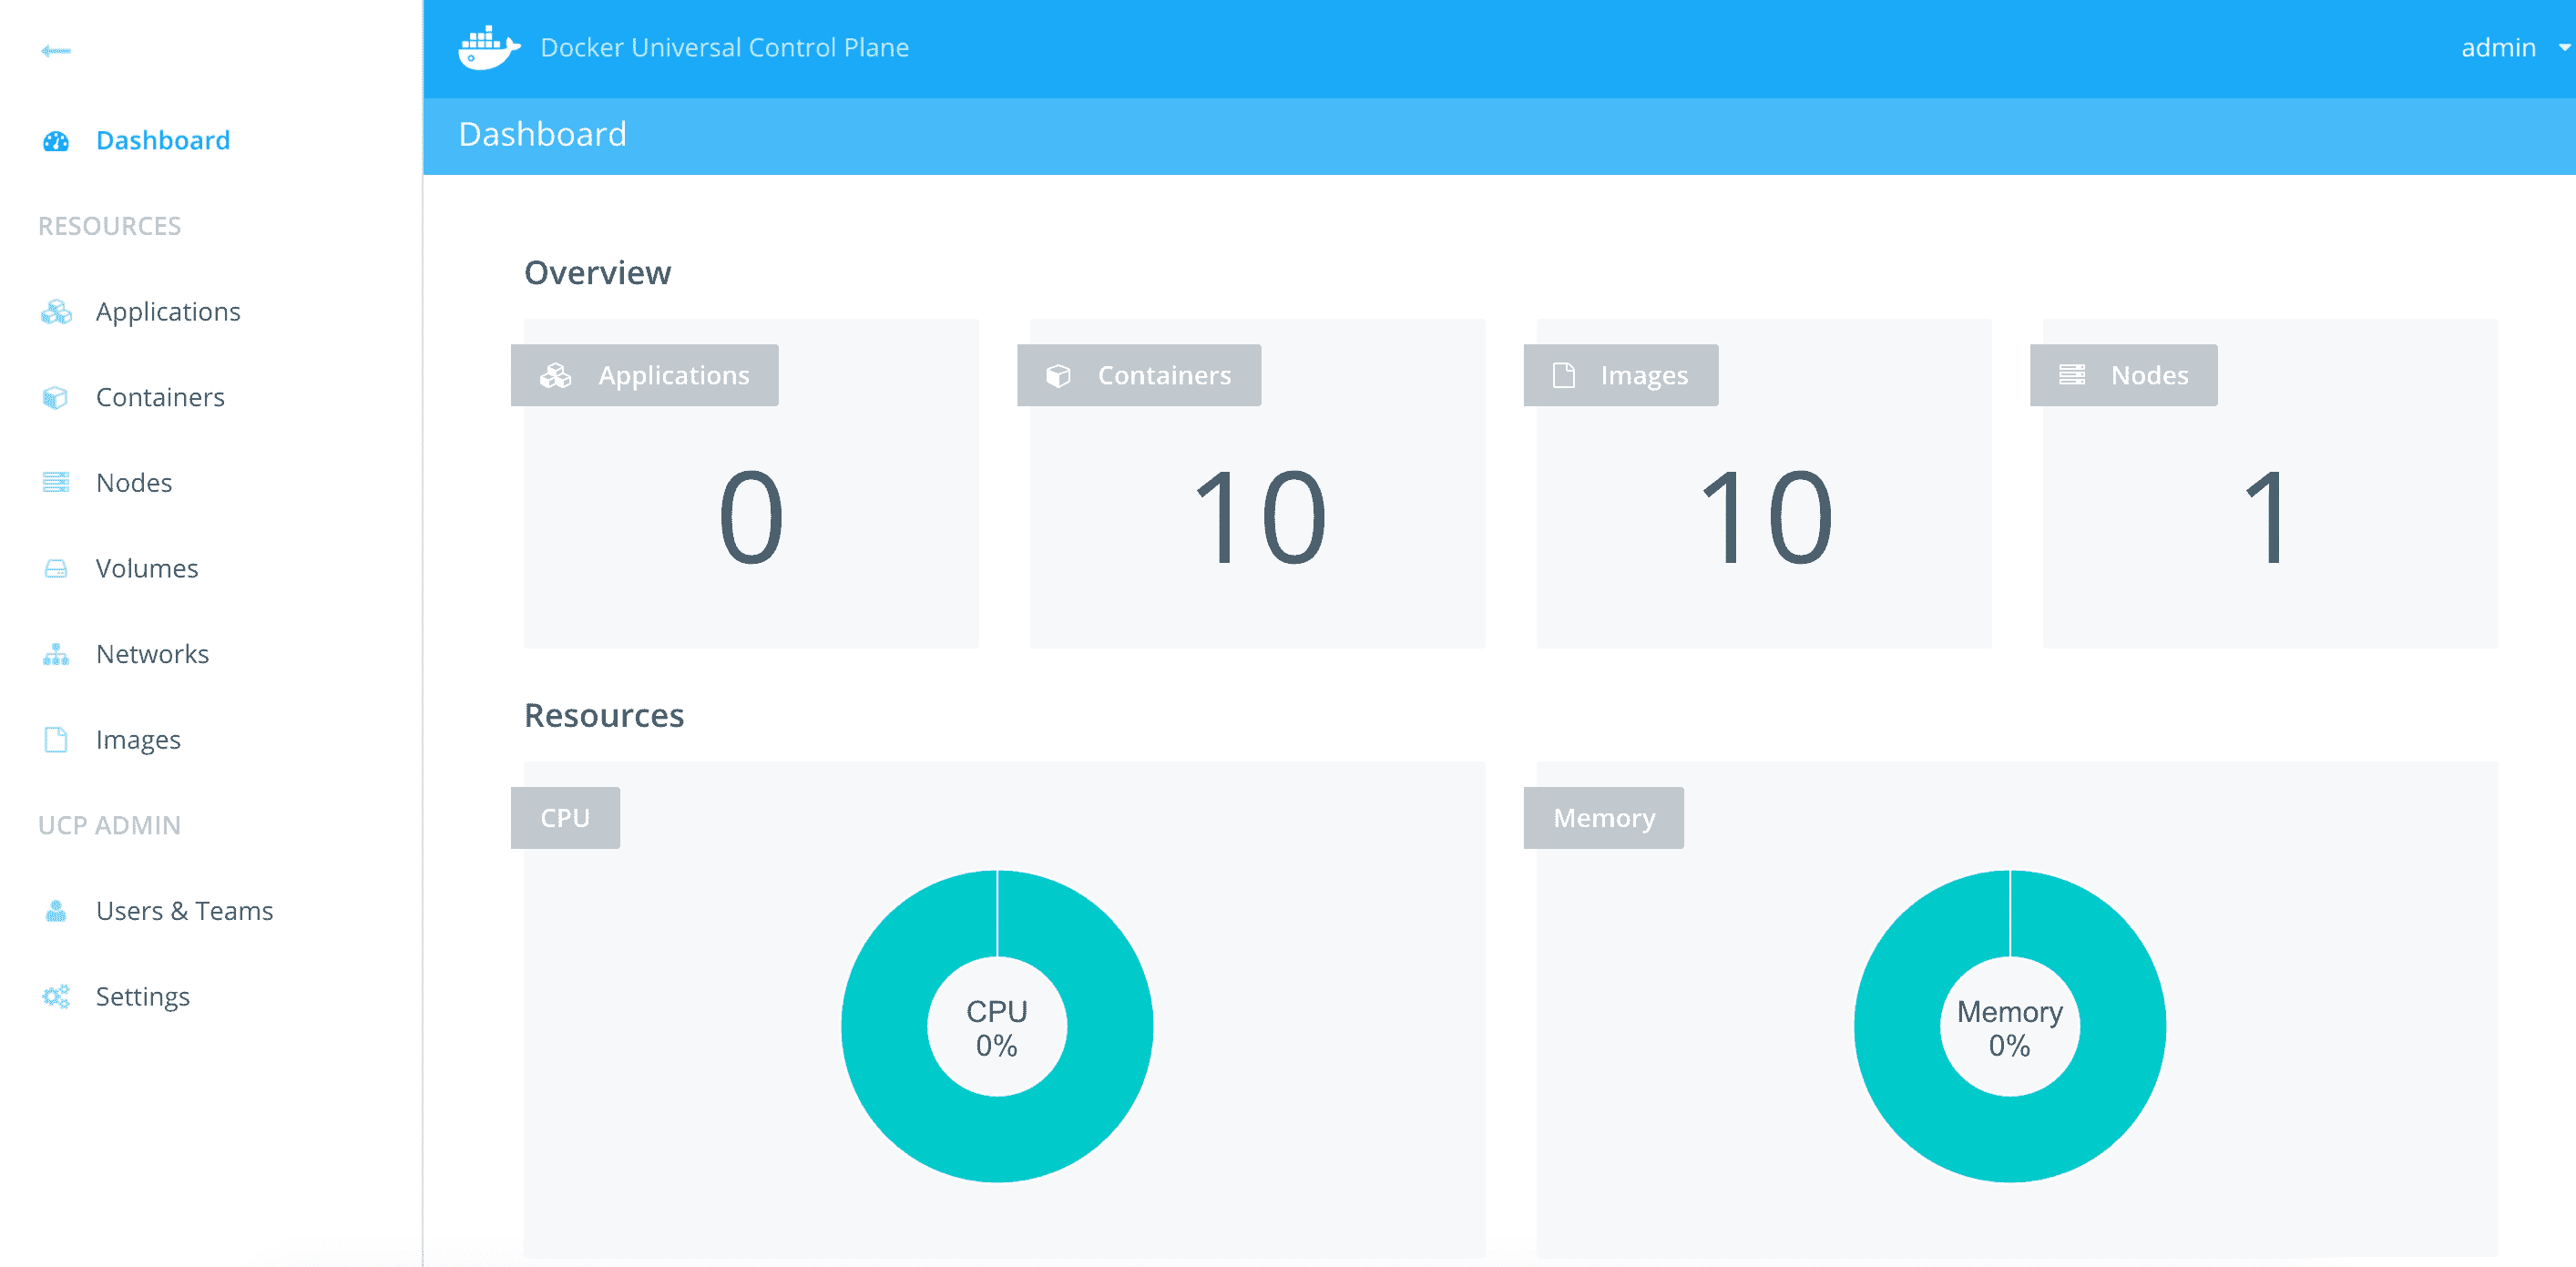 Docker Universal Control Plane
admin
Dashboard
Dashboard
RESOURCES
Applications
Containers
Nodes
Volumes
Networks
Images
UCP ADMIN
Users & Teams
Settings
Overview
Applications
0
Containers
10
Images
10
Nodes
1
Resources
CPU
CPU
0%
Memory
Memory
0%